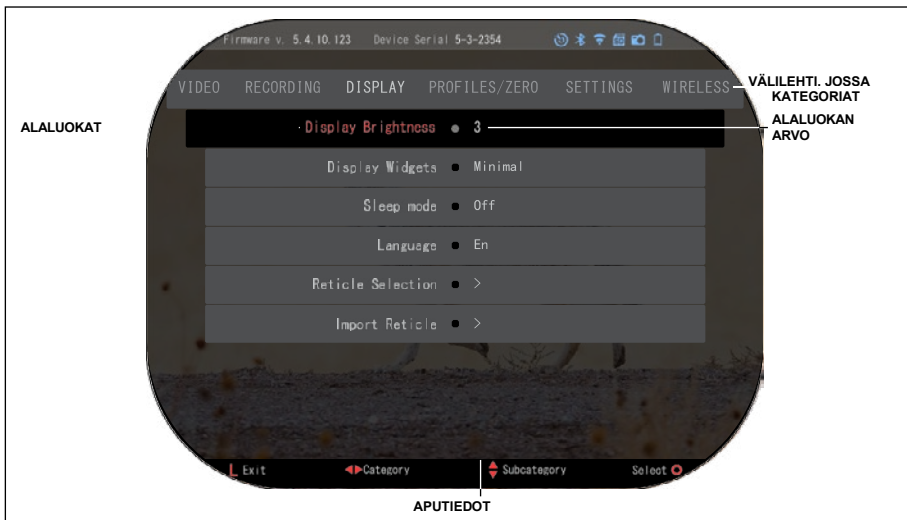 Firmware v. 5.4.10.123 Device Serial 5-3-2354
VIDEO RECORDING DISPLAY PROFILES/ZERO SETTINGS WIRELESS
VÄLILEHTI. JOSSA
KATEGORIAT
ALALUOKAT
Display Brightness 3
ALALUOKAN
ARVO
Display Widgets Minimal
Sleep mode Off
Language En
Reticle Selection >
Import Reticle >
L Exit Category Subcategory Select
APUTIEDOT